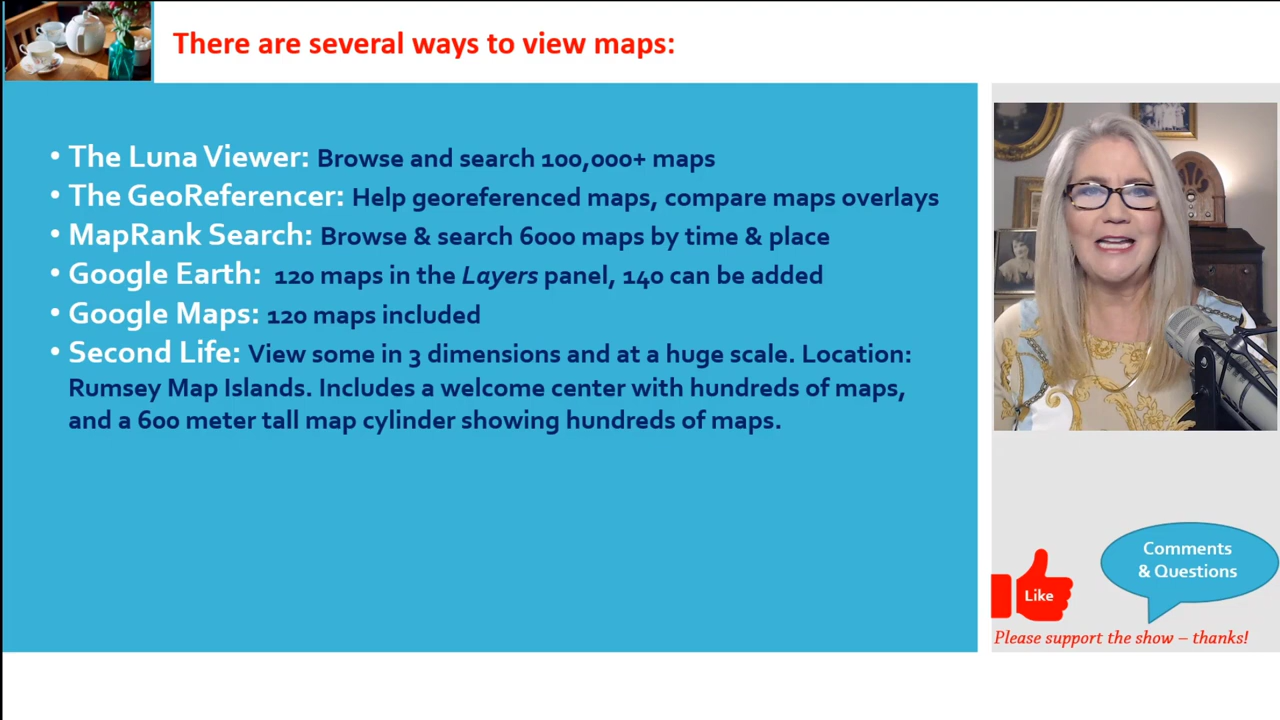 There are several ways to view maps:
• The Luna Viewer: Browse and search 100,000+ maps
• The GeoReferencer: Help georeferenced maps, compare maps overlays
• MapRank Search: Browse & search 6000 maps by time & place
• Google Earth: 120 maps in the Layers panel, 140 can be added
• Google Maps: 120 maps included
• Second Life: View some in 3 dimensions and at a huge scale. Location:
Rumsey Map Islands. Includes a welcome center with hundreds of maps,
and a 600 meter tall map cylinder showing hundreds of maps.
Comments
& Questions
Like
Please support the show – thanks!